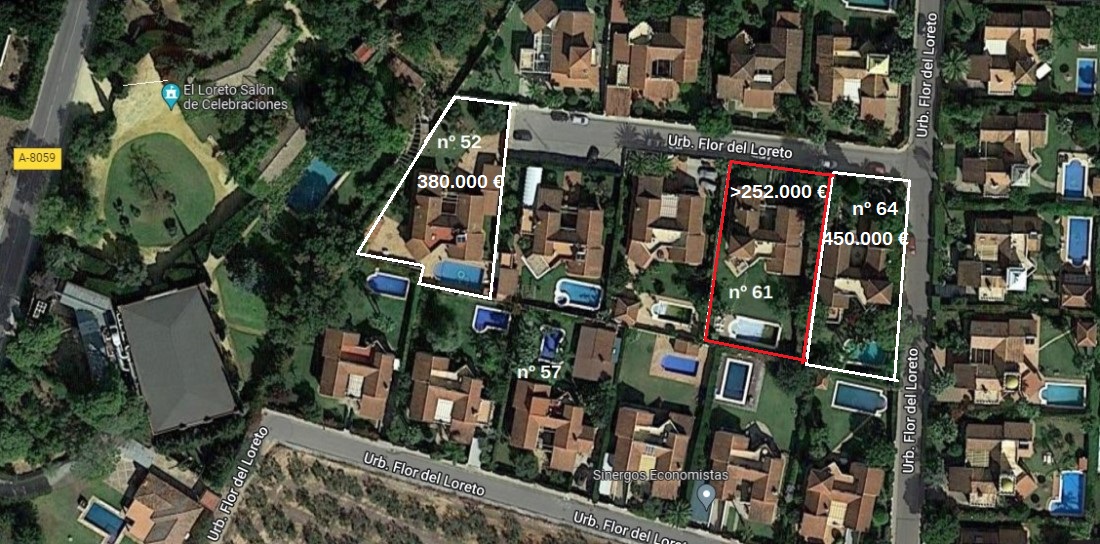 Urb. Flor del Loreto
El Loreto Salón
de Celebraciones
A-8059
nº 52
380.000 €
Urb. Flor del Loreto
>252.000 €
nº 64
450.000 €
nº 61
nº 57
Urb. Flor del Loreto
Urb. Flor del Loreto
Urb. Flor del Loreto
Sinergos Economistas
Urb. Flor del Loreto